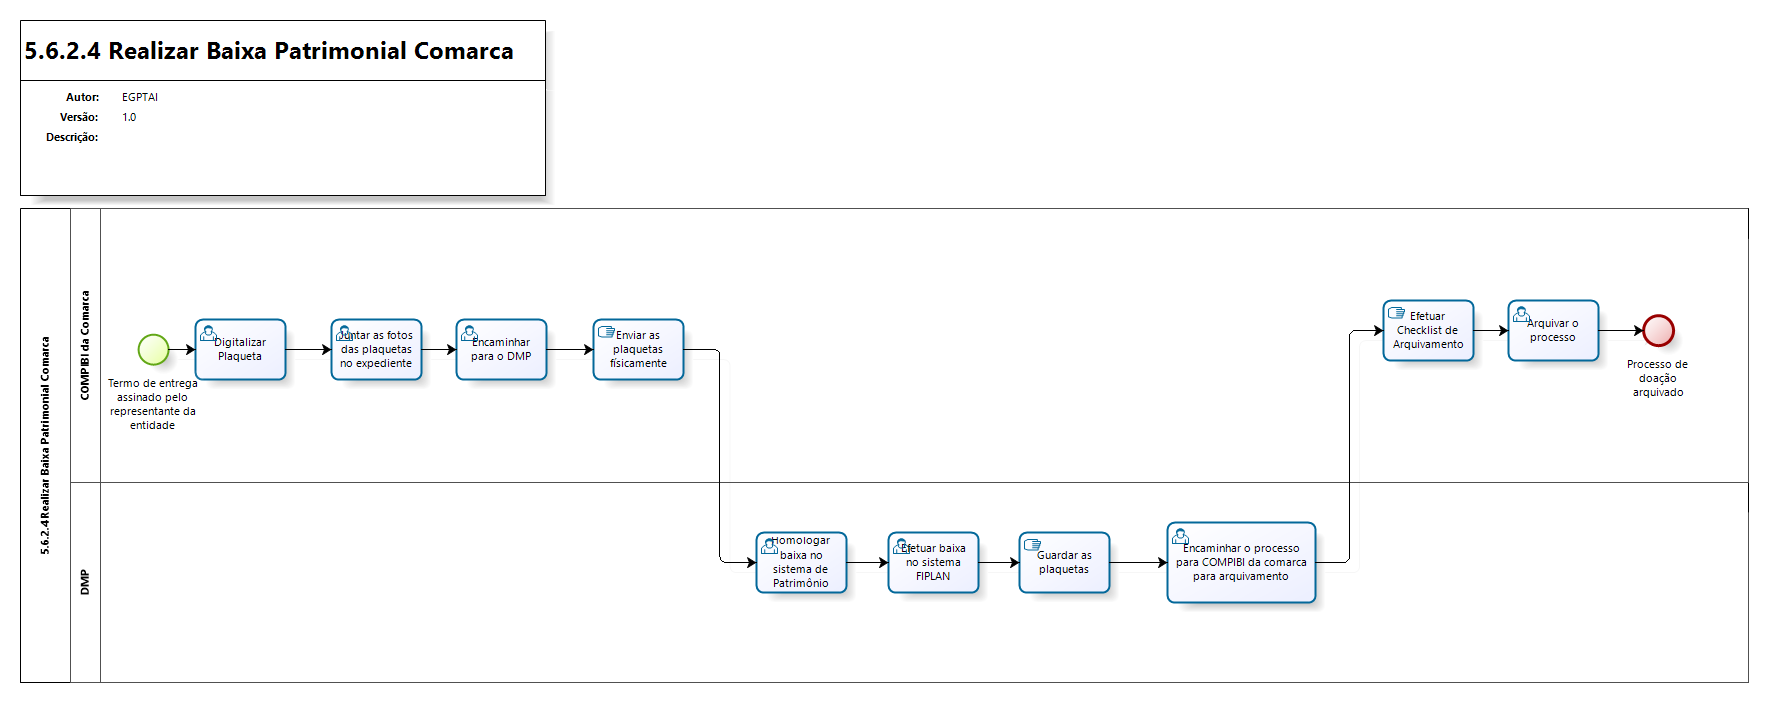 5.6.2.4 Realizar Baixa Patrimonial Comarca
Autor: EGPTAI
Versão: 1.0
Descrição:
5.6.2.4 Realizar Baixa Patrimonial Comarca
COMPIBI da Comarca
Termo de entrega
assinado pelo
representante da
entidade
Digitalizar
Plaqueta
Juntar as fotos
das plaquetas
no expediente
Encaminhar
para o DMP
Enviar as
plaquetas
físicamente
Efetuar
Checklist de
Arquivamento
Arquivar o
processo
Processo de
doação
arquivado
DMP
Homologar
baixa no
sistema de
Patrimônio
Efetuar baixa
no sistema
FIPLAN
Guardar as
plaquetas
Encaminhar o processo
para COMPIBI da comarca
para arquivamento